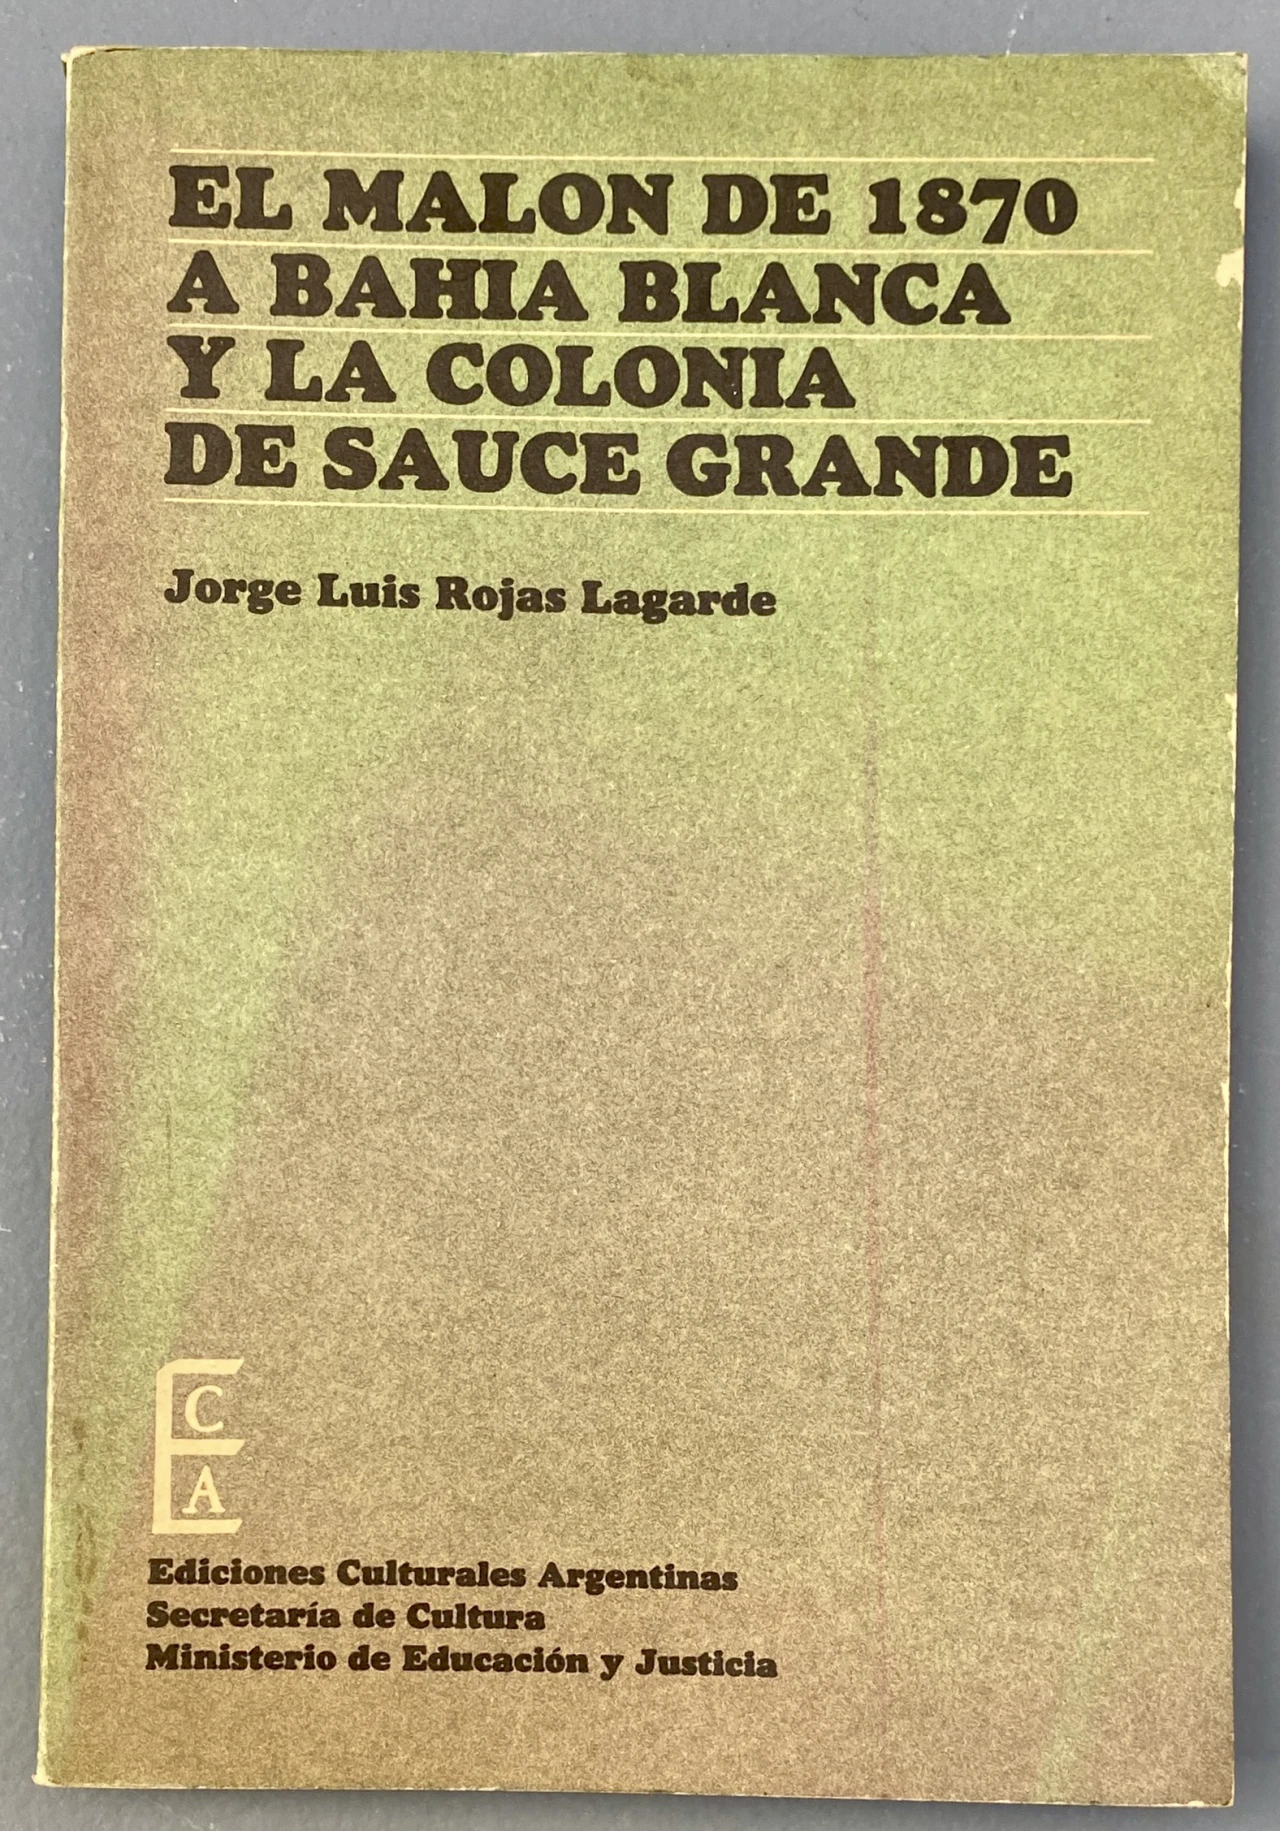 EL MALON DE 1870
A BAHIA BLANCA
Y LA COLONIA
DE SAUCE GRANDE
Jorge Luis Rojas Lagarde
E
C
A
Ediciones Culturales Argentinas
Secretaría de Cultura
Ministerio de Educación y Justicia